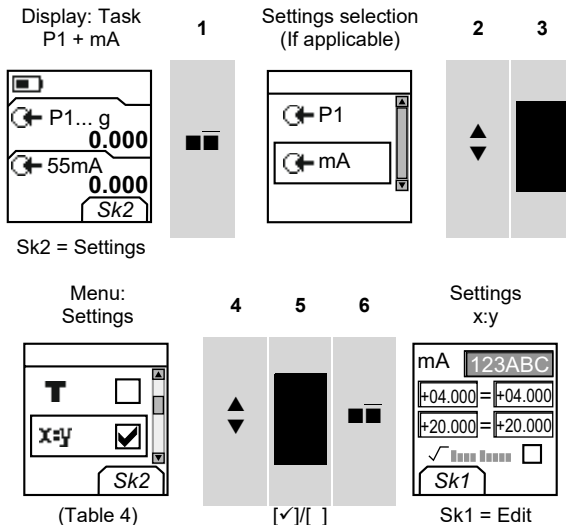 Display: Task
P1 + mA
1
Settings selection
(If applicable)
2
3
P1... g
0.000
55mA
0.000
Sk2
P1
mA
Sk2 = Settings
Menu:
Settings
4
5
6
Settings
x:y
T
x:y
Sk2
mA 123ABC
+04.000 = +04.000
+20.000 = +20.000
√
Sk1
(Table 4)
[✓]/[ ]
Sk1 = Edit